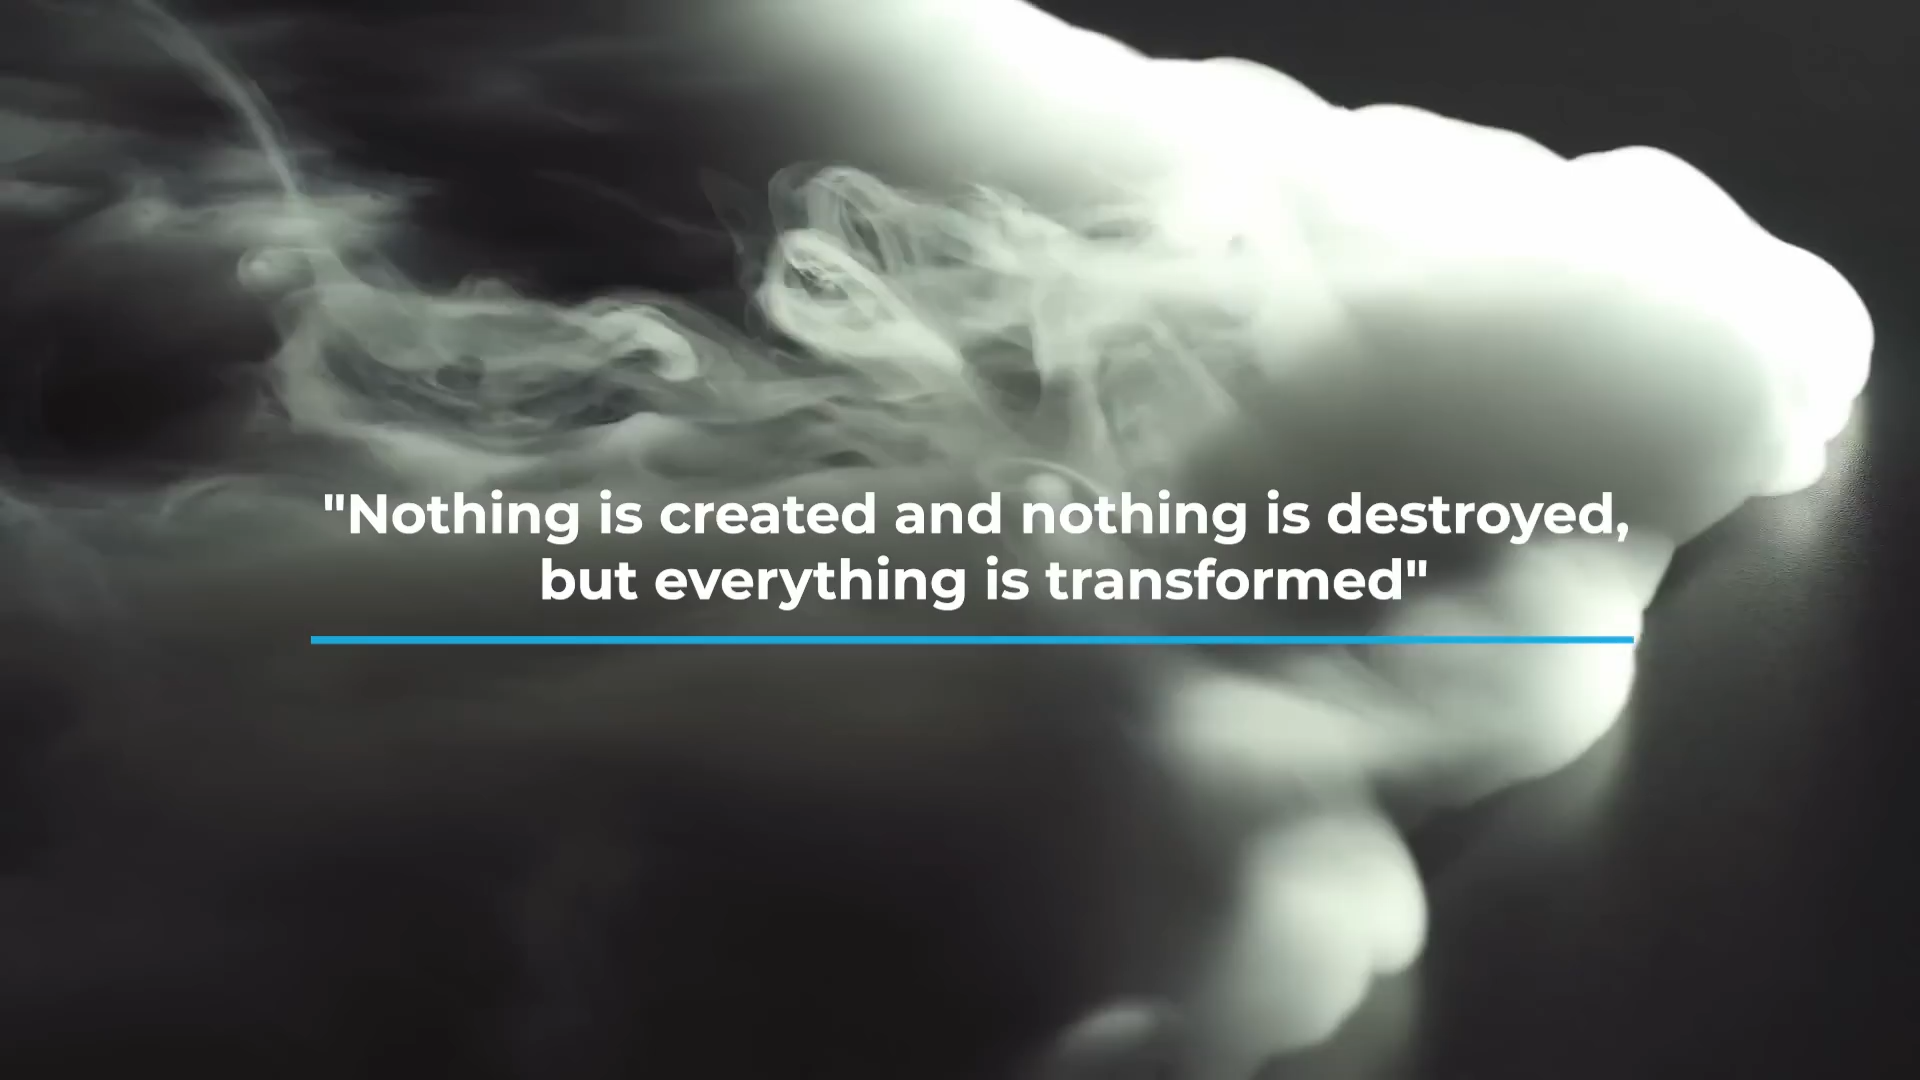 "Nothing is created and nothing is destroyed,
but everything is transformed"